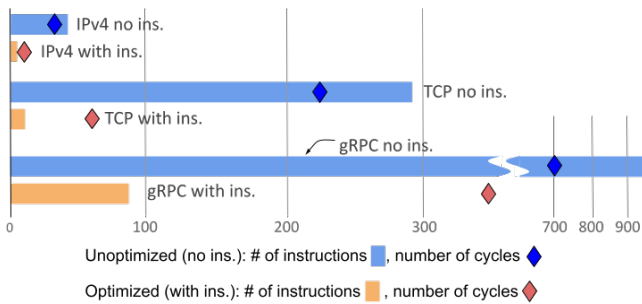 IPv4 no ins.
IPv4 with ins.
TCP no ins.
TCP with ins.
gRPC no ins.
gRPC with ins.
0 100 200 300 700 800 900
Unoptimized (no ins.): # of instructions , number of cycles
Optimized (with ins.): # of instructions , number of cycles